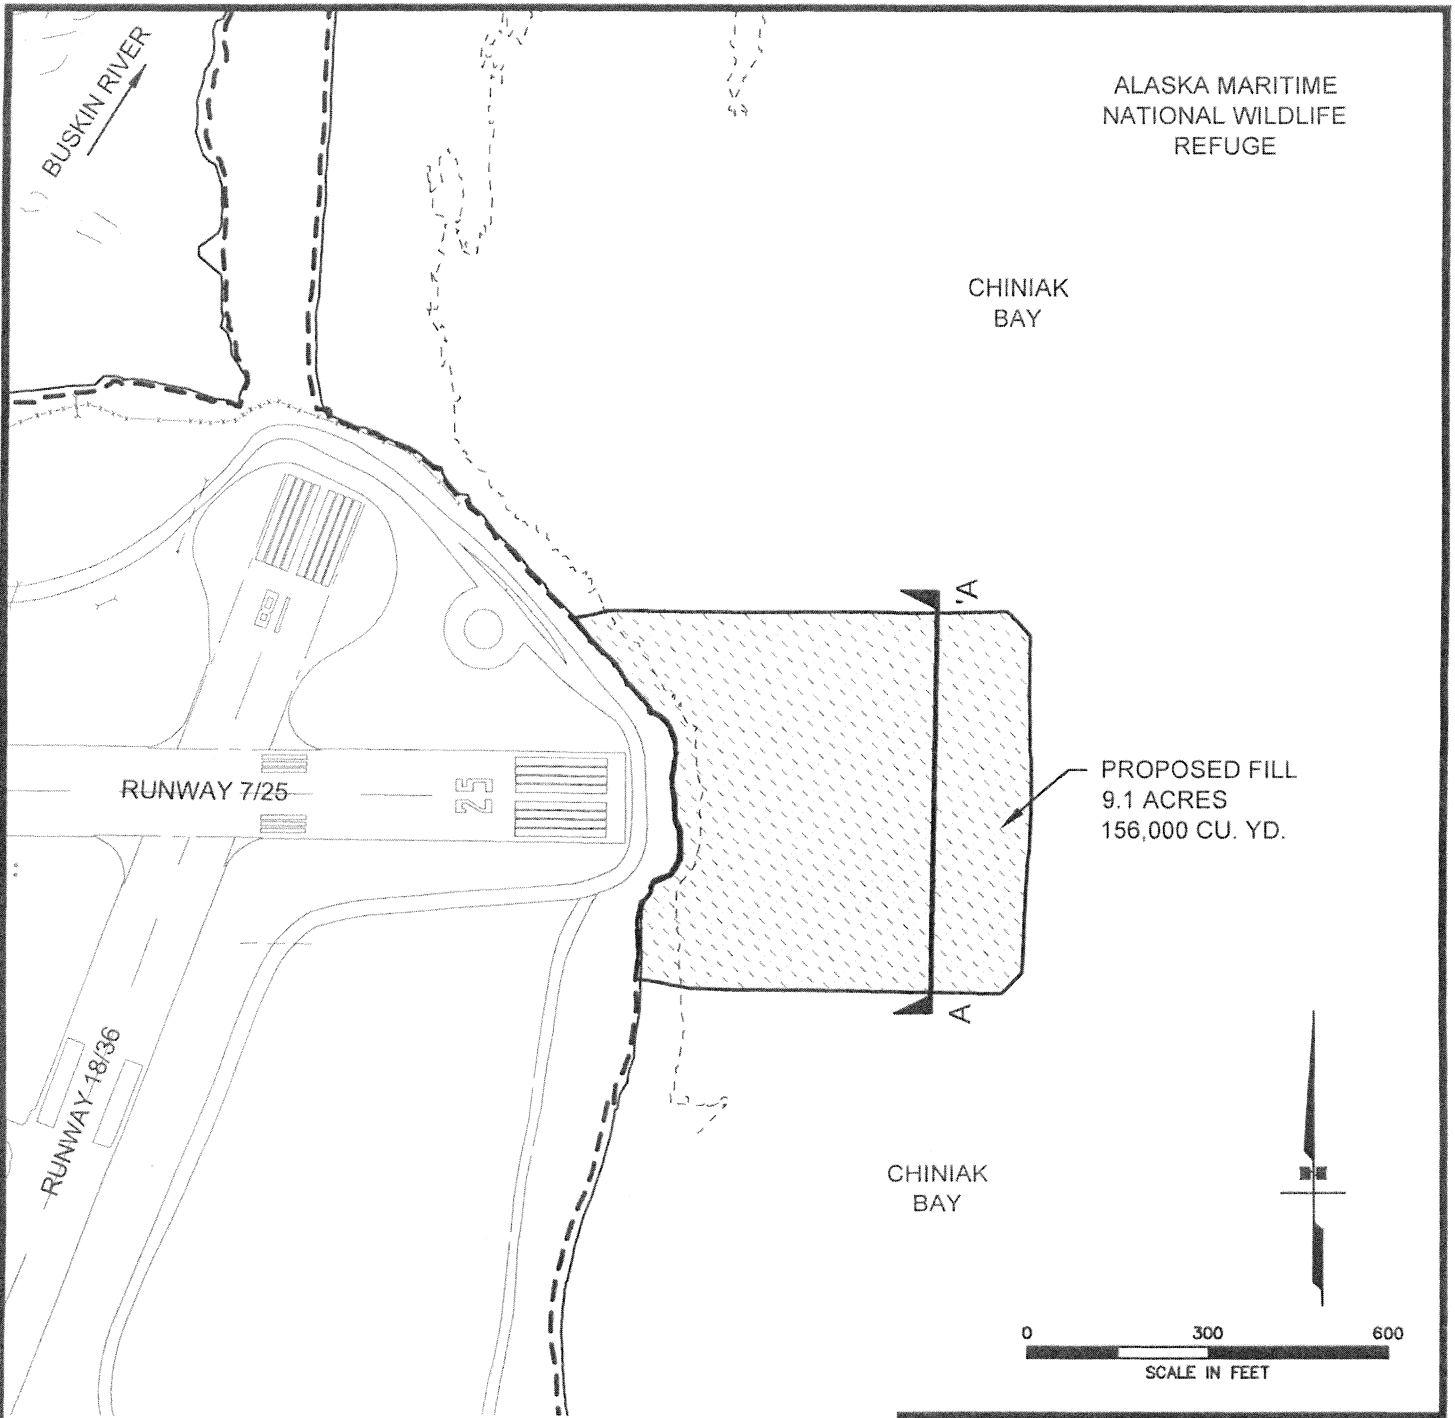 BUSKIN RIVER
ALASKA MARITIME
NATIONAL WILDLIFE
REFUGE
CHINIAK
BAY
18
A'
RUNWAY 7/25
25
PROPOSED FILL
9.1 ACRES
156,000 CU. YD.
A
RUNWAY 18/36
CHINIAK
BAY
0 300 600
SCALE IN FEET